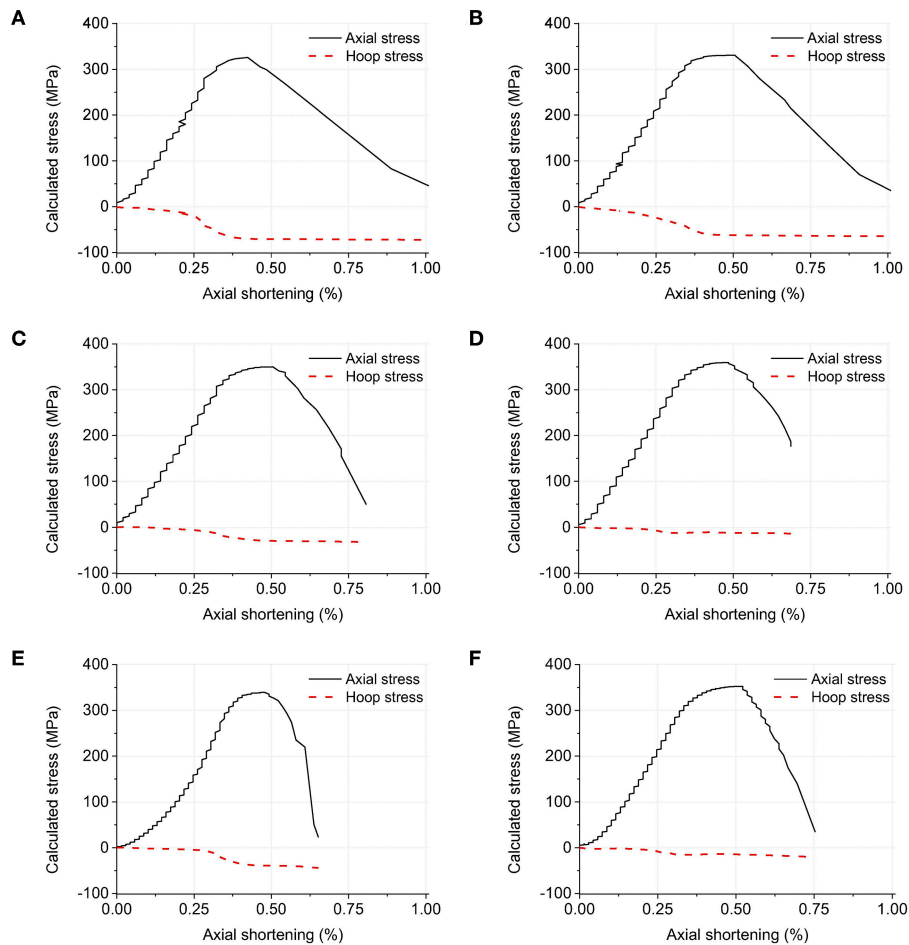 A
400
300
200
100
0
-100
Calculated stress (MPa)
Axial stress
Hoop stress
0.00 0.25 0.50 0.75 1.00
Axial shortening (%)
B
400
300
200
100
0
-100
Calculated stress (MPa)
Axial stress
Hoop stress
0.00 0.25 0.50 0.75 1.00
Axial shortening (%)
C
400
300
200
100
0
-100
Calculated stress (MPa)
Axial stress
Hoop stress
0.00 0.25 0.50 0.75 1.00
Axial shortening (%)
D
400
300
200
100
0
-100
Calculated stress (MPa)
Axial stress
Hoop stress
0.00 0.25 0.50 0.75 1.00
Axial shortening (%)
E
400
300
200
100
0
-100
Calculated stress (MPa)
Axial stress
Hoop stress
0.00 0.25 0.50 0.75 1.00
Axial shortening (%)
F
400
300
200
100
0
-100
Calculated stress (MPa)
Axial stress
Hoop stress
0.00 0.25 0.50 0.75 1.00
Axial shortening (%)